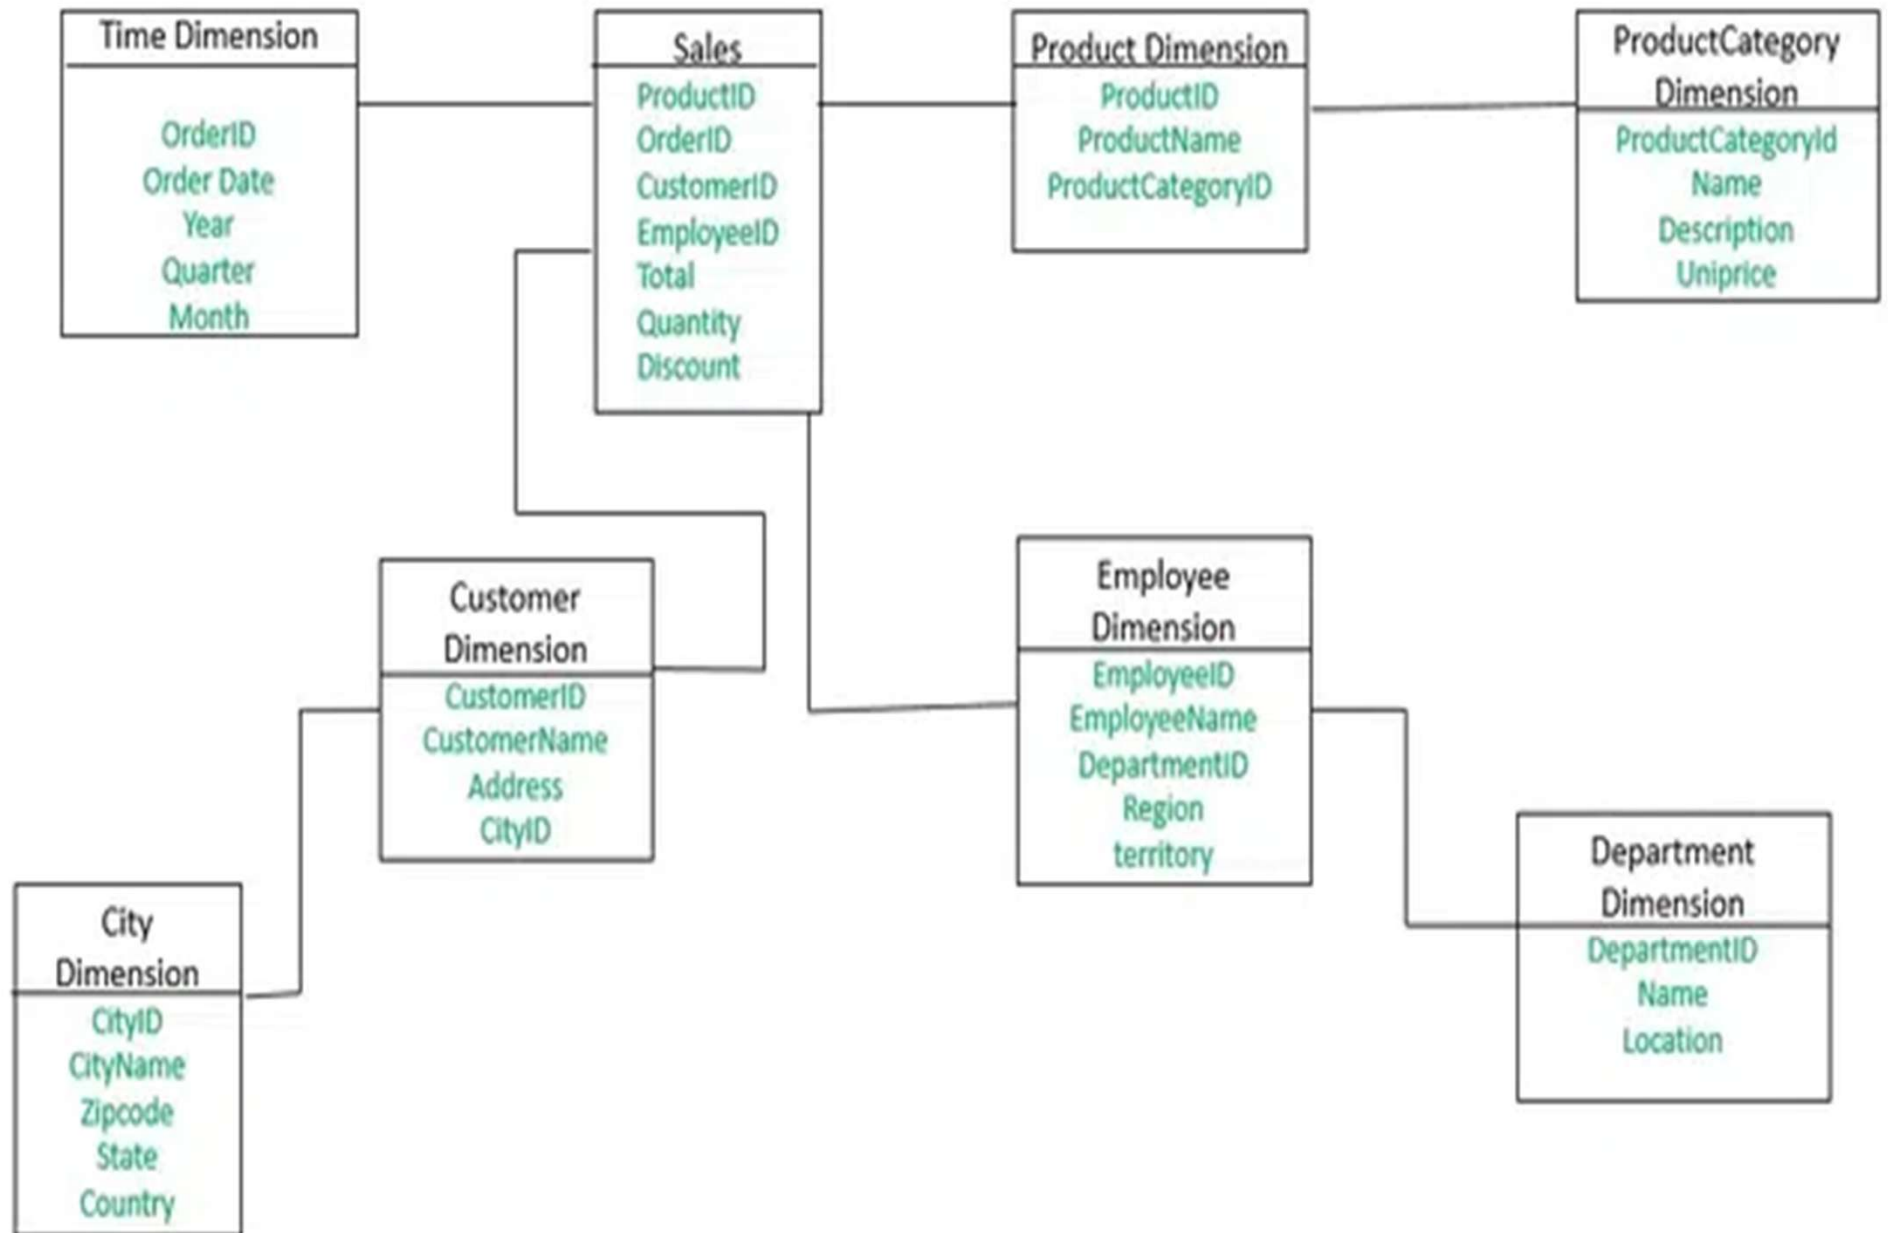 Time Dimension
OrderID
Order Date
Year
Quarter
Month
Sales
ProductID
OrderID
CustomerID
EmployeeID
Total
Quantity
Discount
Product Dimension
ProductID
ProductName
ProductCategoryID
ProductCategory
Dimension
ProductCategoryId
Name
Description
Uniprice
Customer
Dimension
CustomerID
CustomerName
Address
CityID
Employee
Dimension
EmployeeID
EmployeeName
DepartmentID
Region
territory
City
Dimension
CityID
CityName
Zipcode
State
Country
Department
Dimension
DepartmentID
Name
Location